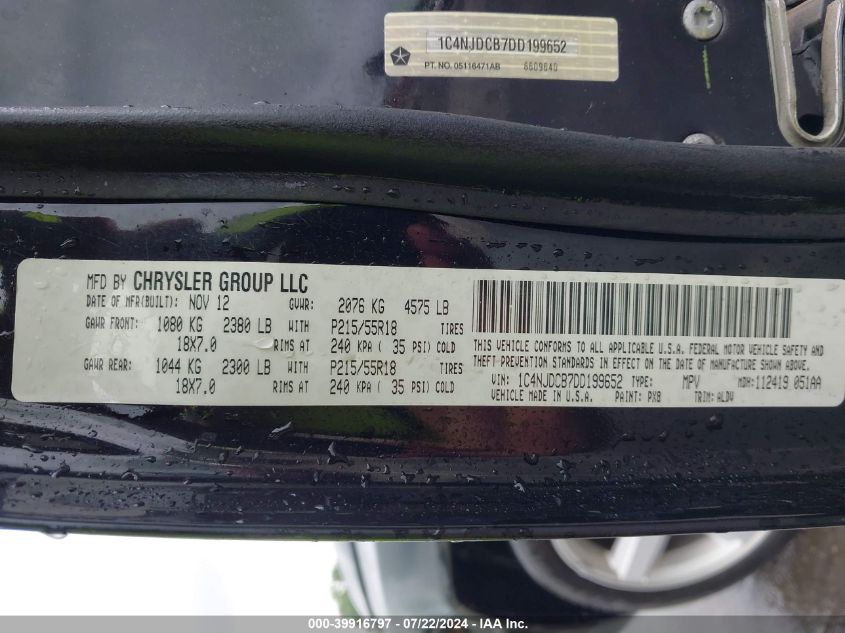 1C4NJDCB7DD199652
PT. NO. 05116471AB 6609640
MFD BY CHRYSLER GROUP LLC
DATE OF MFR(BUILT): NOV 12 GVWR: 2076 KG 4575 LB
GAWR FRONT: 1080 KG 2380 LB WITH P215/55R18 TIRES
18X7.0 RIMS AT 240 KPA ( 35 PSI) COLD
GAWR REAR: 1044 KG 2300 LB WITH P215/55R18 TIRES
18X7.0 RIMS AT 240 KPA ( 35 PSI) COLD
THIS VEHICLE CONFORMS TO ALL APPLICABLE U.S.A. FEDERAL MOTOR VEHICLE SAFETY AND
THEFT PREVENTION STANDARDS IN EFFECT ON THE DATE OF MANUFACTURE SHOWN ABOVE.
VIN: 1C4NJDCB7DD199652 TYPE: MPV MDH: 112419 051AA
VEHICLE MADE IN U.S.A. PAINT: PX8 TRIM: ALDV
000-39916797 - 07/22/2024 - IAA Inc.